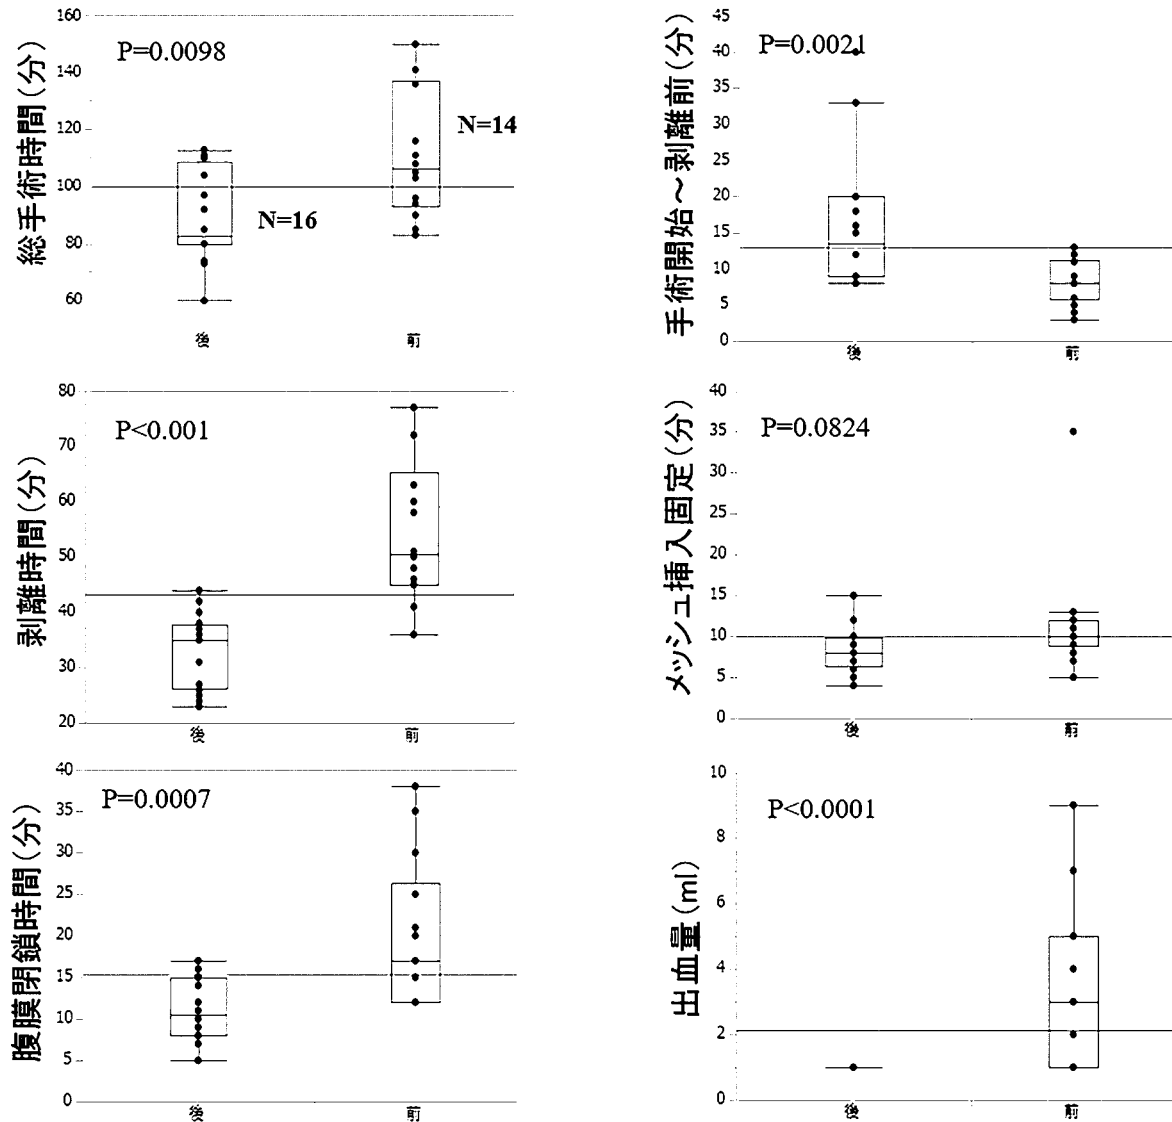 総手術時間(分)
160
140
120
100
80
60
P=0.0098
N=14
N=16
後
前
手術開始～剥離前(分)
45
40
35
30
25
20
15
10
5
0
P=0.0021
後
前
剥離時間(分)
80
70
60
50
40
30
20
P<0.001
後
前
メッシュ挿入固定(分)
40
35
30
25
20
15
10
5
0
P=0.0824
後
前
腹膜閉鎖時間(分)
40
35
30
25
20
15
10
5
0
P=0.0007
後
前
出血量(ml)
10
8
6
4
2
0
P<0.0001
後
前